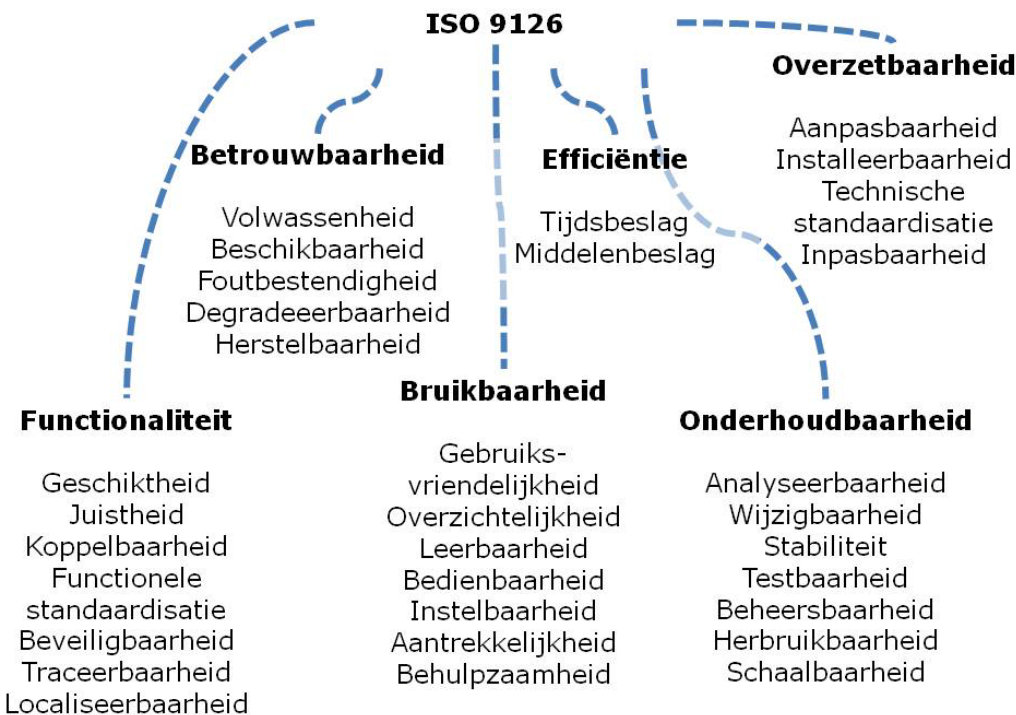 ISO 9126
Overzetbaarheid
Aanpasbaarheid
Installeerbaarheid
Technische
standaardisatie
Inpasbaarheid
Betrouwbaarheid
Volwassenheid
Beschikbaarheid
Foutbestendigheid
Degradeeerbaarheid
Herstelbaarheid
Efficiëntie
Tijdsbeslag
Middelenbeslag
Functionaliteit
Geschiktheid
Juistheid
Koppelbaarheid
Functionele
standaardisatie
Beveiligbaarheid
Traceerbaarheid
Localiseerbaarheid
Bruikbaarheid
Gebruiks-
vriendelijkheid
Overzichtelijkheid
Leerbaarheid
Bedienbaarheid
Instelbaarheid
Aantrekkelijkheid
Behulpzaamheid
Onderhoudbaarheid
Analyseerbaarheid
Wijzigbaarheid
Stabiliteit
Testbaarheid
Beheersbaarheid
Herbruikbaarheid
Schaalbaarheid